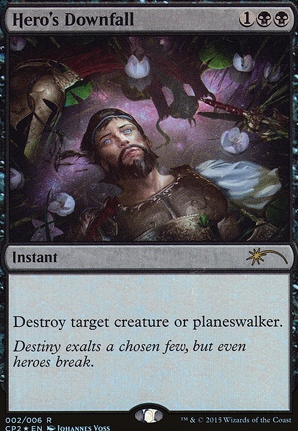 Hero's Downfall 1
Instant
Destroy target creature or planeswalker.
Destiny exalts a chosen few, but even
heroes break.
002/006 R
CP2 ★ EN Johannes Voss
™ & © 2015 Wizards of the Coast